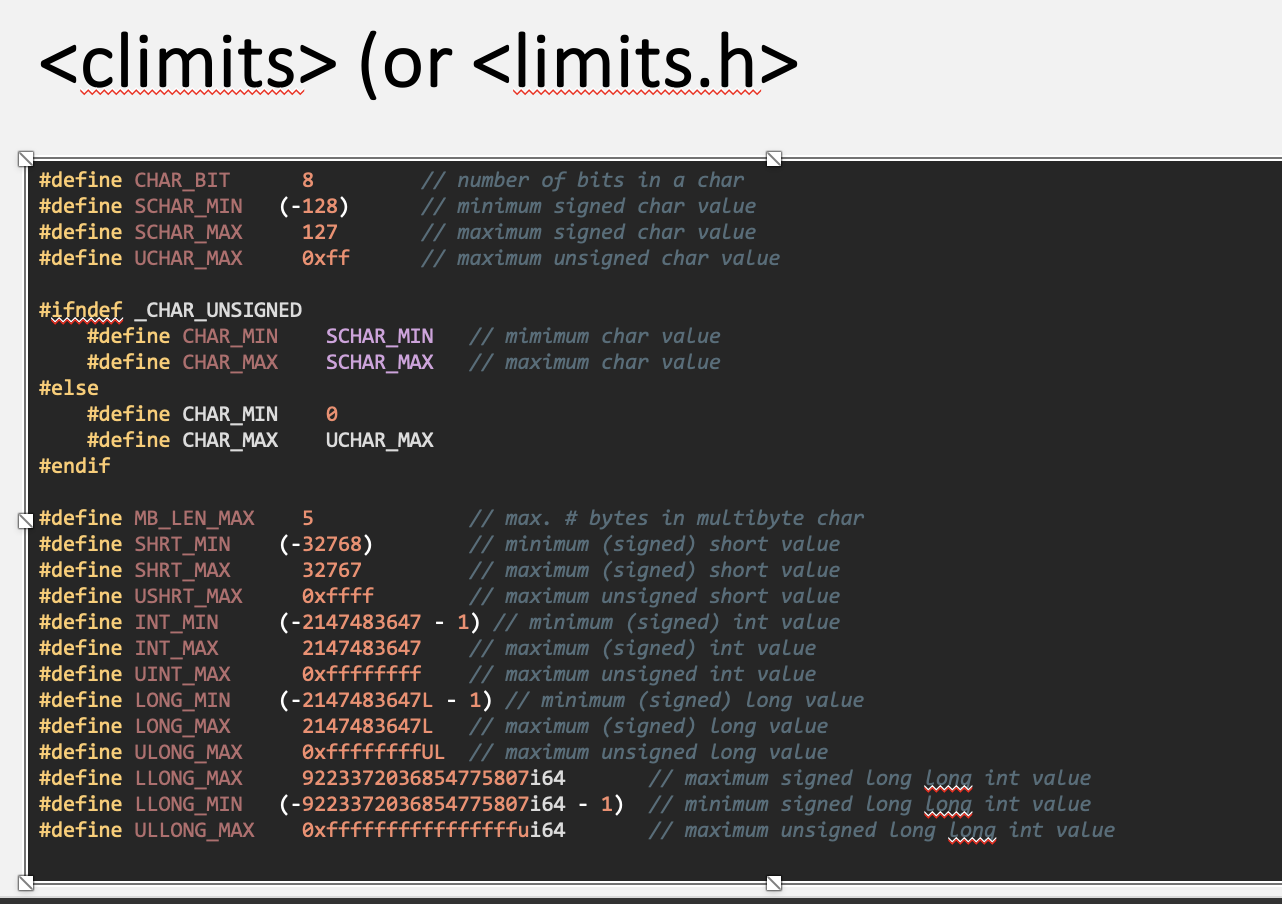 <climits> (or <limits.h>
#define CHAR_BIT      8         // number of bits in a char
#define SCHAR_MIN   (-128)      // minimum signed char value
#define SCHAR_MAX     127       // maximum signed char value
#define UCHAR_MAX     0xff      // maximum unsigned char value
#ifndef _CHAR_UNSIGNED
    #define CHAR_MIN    SCHAR_MIN   // mimimum char value
    #define CHAR_MAX    SCHAR_MAX   // maximum char value
#else
    #define CHAR_MIN    0
    #define CHAR_MAX    UCHAR_MAX
#endif
#define MB_LEN_MAX    5             // max. # bytes in multibyte char
#define SHRT_MIN    (-32768)        // minimum (signed) short value
#define SHRT_MAX      32767         // maximum (signed) short value
#define USHRT_MAX     0xffff        // maximum unsigned short value
#define INT_MIN     (-2147483647 - 1) // minimum (signed) int value
#define INT_MAX       2147483647    // maximum (signed) int value
#define UINT_MAX      0xffffffff    // maximum unsigned int value
#define LONG_MIN    (-2147483647L - 1) // minimum (signed) long value
#define LONG_MAX      2147483647L   // maximum (signed) long value
#define ULONG_MAX     0xffffffffUL  // maximum unsigned long value
#define LLONG_MAX     9223372036854775807i64       // maximum signed long long int value
#define LLONG_MIN   (-9223372036854775807i64 - 1)  // minimum signed long long int value
#define ULLONG_MAX    0xffffffffffffffffui64       // maximum unsigned long long int value